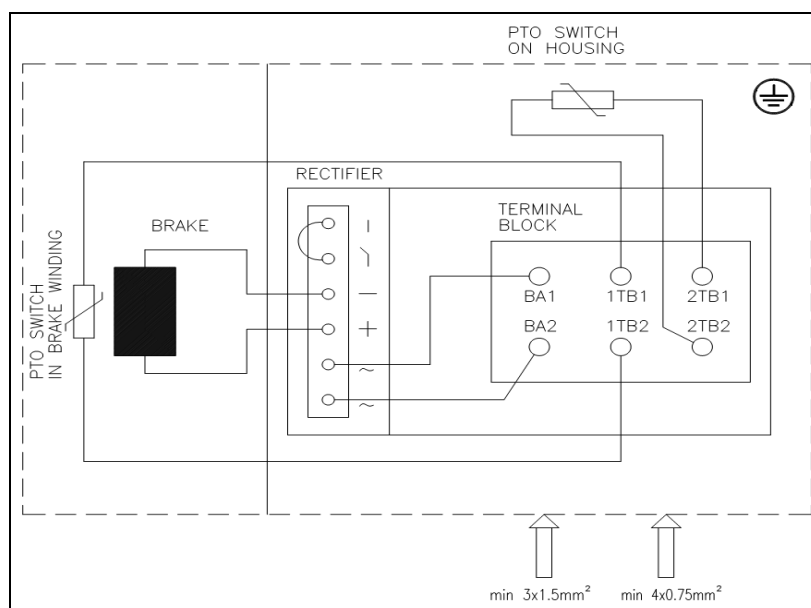 PTO SWITCH
ON HOUSING
RECTIFIER
BRAKE
TERMINAL
BLOCK
PTO SWITCH
IN BRAKE WINDING
−
+
~
~
BA1 1TB1 2TB1
BA2 1TB2 2TB2
min 3x1.5mm²
min 4x0.75mm²